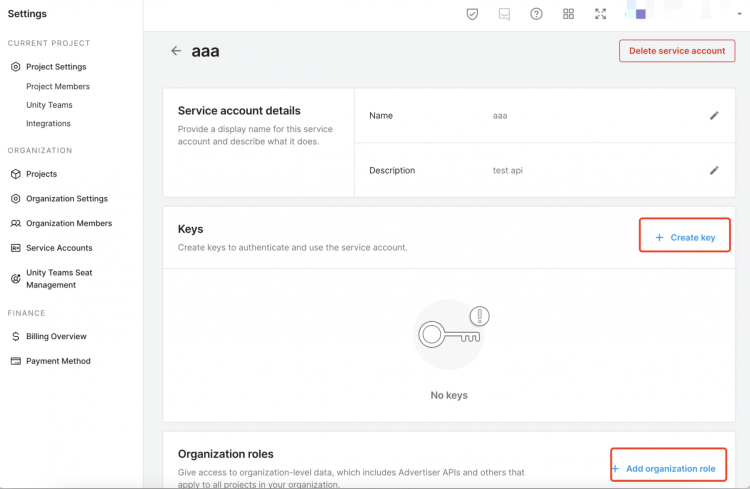 Settings
CURRENT PROJECT
Project Settings
Project Members
Unity Teams
Integrations
ORGANIZATION
Projects
Organization Settings
Organization Members
Service Accounts
Unity Teams Seat
Management
FINANCE
Billing Overview
Payment Method
aaa
Delete service account
Service account details
Provide a display name for this service
account and describe what it does.
Name
aaa
Description
test api
Keys
Create keys to authenticate and use the service account.
+ Create key
No keys
Organization roles
Give access to organization-level data, which includes Advertiser APIs and others that
apply to all projects in your organization.
+ Add organization role